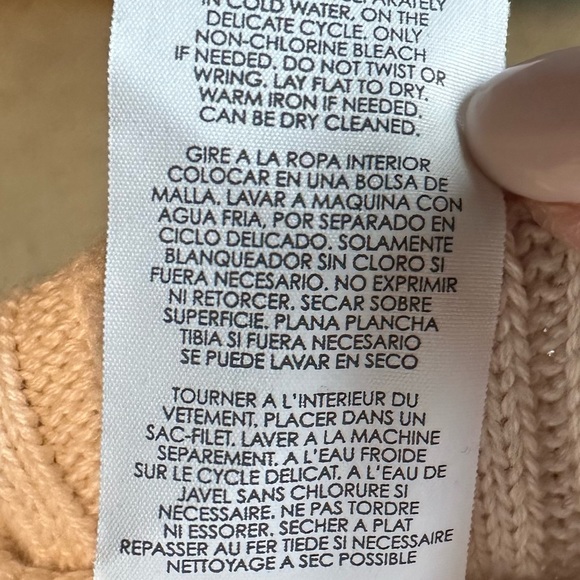 SEPARATELY
IN COLD WATER, ON THE
DELICATE CYCLE. ONLY
NON-CHLORINE BLEACH
IF NEEDED. DO NOT TWIST OR
WRING. LAY FLAT TO DRY.
WARM IRON IF NEEDED.
CAN BE DRY CLEANED.
GIRE A LA ROPA INTERIOR
COLOCAR EN UNA BOLSA DE
MALLA. LAVAR A MAQUINA CON
AGUA FRIA, POR SEPARADO EN
CICLO DELICADO. SOLAMENTE
BLANQUEADOR SIN CLORO SI
FUERA NECESARIO. NO EXPRIMIR
NI RETORCER. SECAR SOBRE
SUPERFICIE. PLANA PLANCHA
TIBIA SI FUERA NECESARIO
SE PUEDE LAVAR EN SECO
TOURNER A L'INTERIEUR DU
VETEMENT. PLACER DANS UN
SAC-FILET. LAVER A LA MACHINE
SEPAREMENT. A L'EAU FROIDE
SUR LE CYCLE DELICAT. A L'EAU DE
JAVEL SANS CHLORURE SI
NECESSAIRE. NE PAS TORDRE
NI ESSORER. SECHER A PLAT
REPASSER AU FER TIEDE SI NECESSAIRE
NETTOYAGE A SEC POSSIBLE